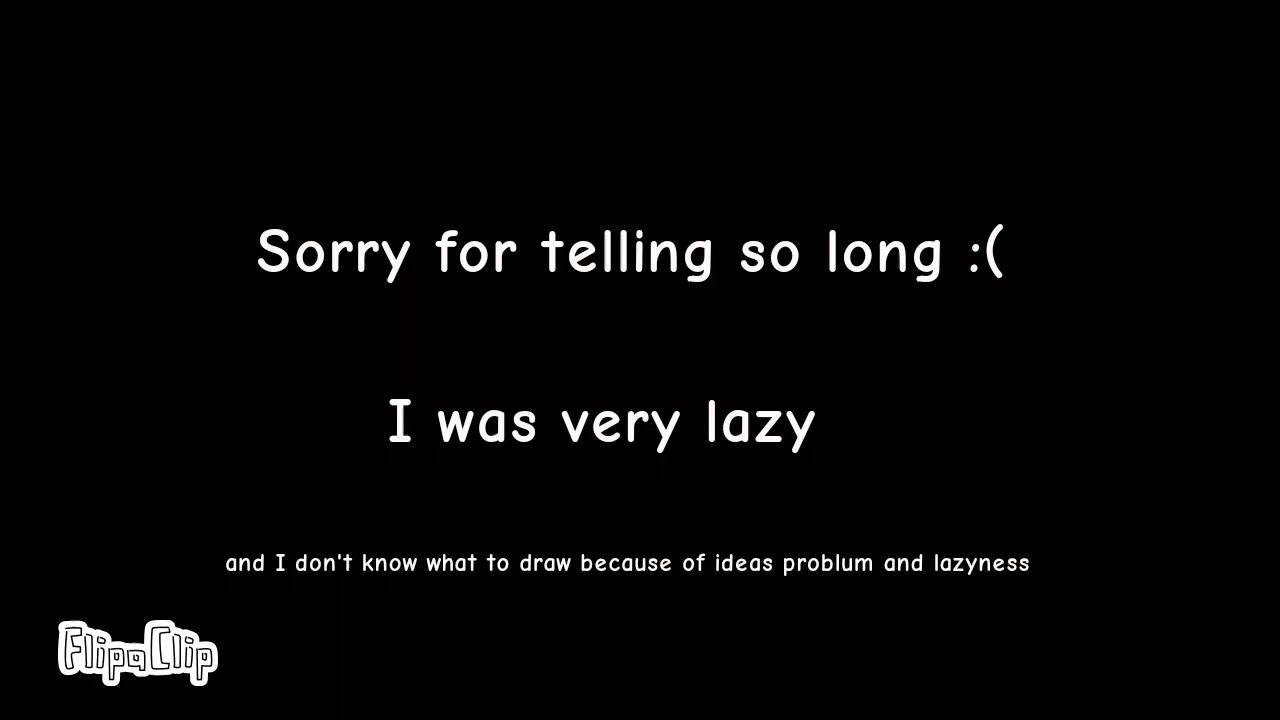 Sorry for telling so long :(
I was very lazy
and I don't know what to draw because of ideas problum and lazyness
FlipaClip